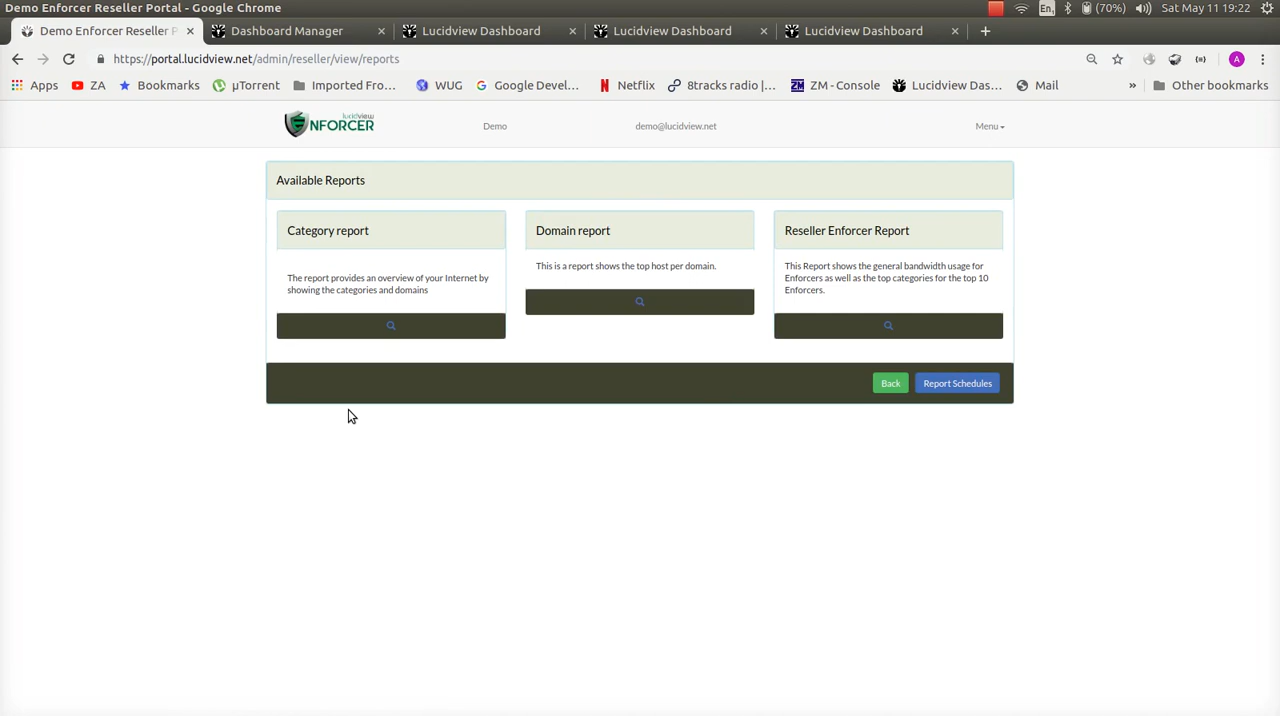 Demo Enforcer Reseller Portal - Google Chrome
En₁
(70%)
Sat May 11 19:22
Demo Enforcer Reseller P
Dashboard Manager
Lucidview Dashboard
Lucidview Dashboard
Lucidview Dashboard
https://portal.lucidview.net/admin/reseller/view/reports
Apps
ZA
Bookmarks
µTorrent
Imported Fro…
WUG
Google Devel…
Netflix
8tracks radio |…
ZM - Console
Lucidview Das…
Mail
»
Other bookmarks
A
lucidview
NFORCER
Demo
demo@lucidview.net
Menu
Available Reports
Category report
The report provides an overview of your Internet by
showing the categories and domains
Domain report
This is a report shows the top host per domain.
Reseller Enforcer Report
This Report shows the general bandwidth usage for
Enforcers as well as the top categories for the top 10
Enforcers.
Back
Report Schedules